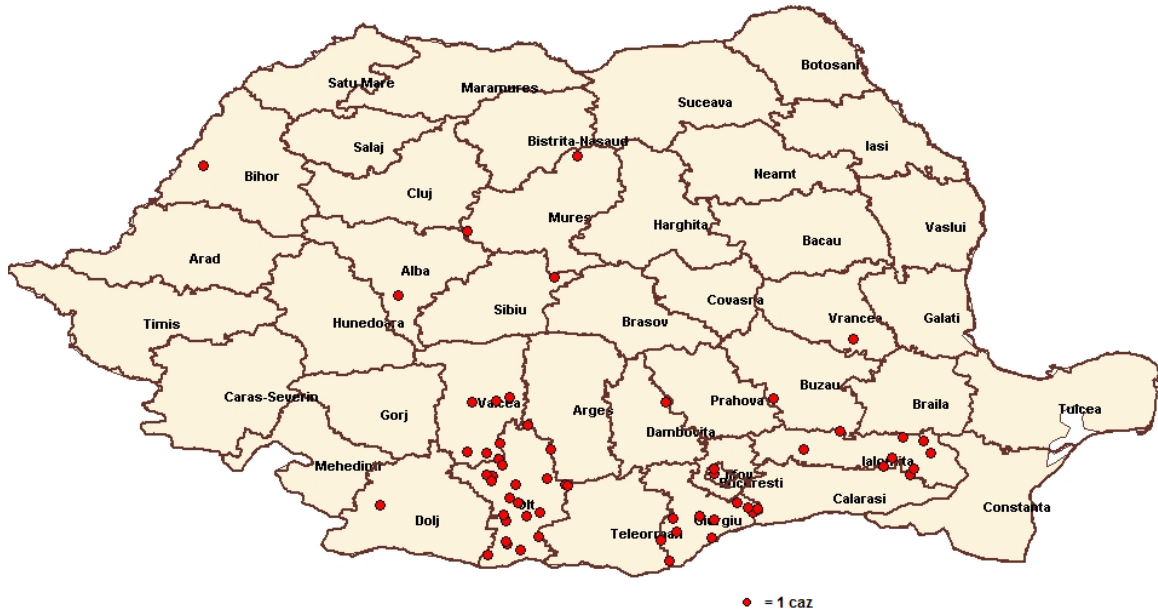 Botosani
Satu Mare
Maramures
Suceava
Bistrita-Nasaud
Iasi
Salaj
Neamt
Bihor
Cluj
Mures
Harghita
Vaslui
Bacau
Arad
Alba
Covasna
Sibiu
Vrancea
Galati
Timis
Hunedoara
Brasov
Buzau
Caras-Severin
Valcea
Prahova
Braila
Gorj
Arges
Tulcea
Dambovita
Ialomita
Mehedinti
Ilfov
Bucuresti
Calarasi
Olt
Constanta
Dolj
Giurgiu
Teleorman
= 1 caz